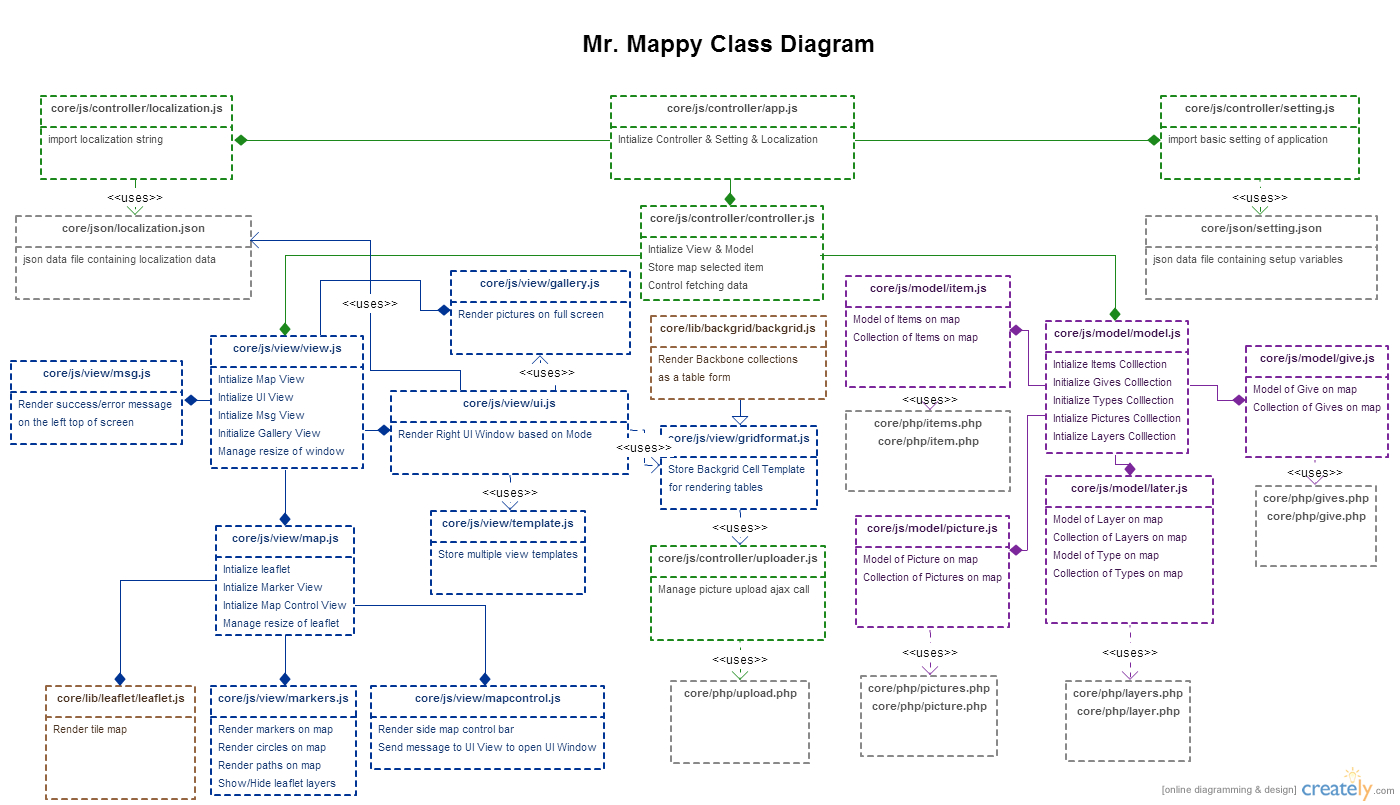 Mr. Mappy Class Diagram
core/js/controller/localization.js
import localization string
core/js/controller/app.js
Intialize Controller & Setting & Localization
core/js/controller/setting.js
import basic setting of application
<<uses>>
<<uses>>
core/json/localization.json
json data file containing localization data
core/js/controller/controller.js
Intialize View & Model
Store map selected item
Control fetching data
core/json/setting.json
json data file containing setup variables
<<uses>>
core/js/view/gallery.js
Render pictures on full screen
core/js/model/item.js
Model of Items on map
Collection of Items on map
core/lib/backgrid/backgrid.js
Render Backbone collections
as a table form
core/js/model/model.js
Intialize Items Colllection
Initialize Gives Colllection
Intialize Types Colllection
Intialize Pictures Colllection
Intialize Layers Colllection
core/js/view/view.js
Intialize Map View
Intialize UI View
Intialize Msg View
Initialize Gallery View
Manage resize of window
core/js/model/give.js
Model of Give on map
Collection of Gives on map
core/js/view/msg.js
Render success/error message
on the left top of screen
<<uses>>
core/js/view/ui.js
Render Right UI Window based on Mode
<<uses>>
core/php/items.php
core/php/item.php
<<uses>>
core/js/view/gridformat.js
Store Backgrid Cell Template
for rendering tables
<<uses>>
core/php/gives.php
core/php/give.php
<<uses>>
core/js/view/template.js
Store multiple view templates
core/js/model/later.js
Model of Layer on map
Collection of Layers on map
Model of Type on map
Collection of Types on map
core/js/model/picture.js
Model of Picture on map
Collection of Pictures on map
<<uses>>
core/js/view/map.js
Intialize leaflet
Intialize Marker View
Intialize Map Control View
Manage resize of leaflet
core/js/controller/uploader.js
Manage picture upload ajax call
<<uses>>
<<uses>>
<<uses>>
core/lib/leaflet/leaflet.js
Render tile map
core/js/view/markers.js
Render markers on map
Render circles on map
Render paths on map
Show/Hide leaflet layers
core/js/view/mapcontrol.js
Render side map control bar
Send message to UI View to open UI Window
core/php/upload.php
core/php/pictures.php
core/php/picture.php
core/php/layers.php
core/php/layer.php
[online diagramming & design] creately.com